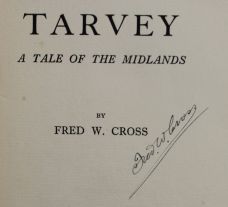 TARVEY
A TALE OF THE MIDLANDS
BY
FRED W. CROSS
Fred. W. Cross